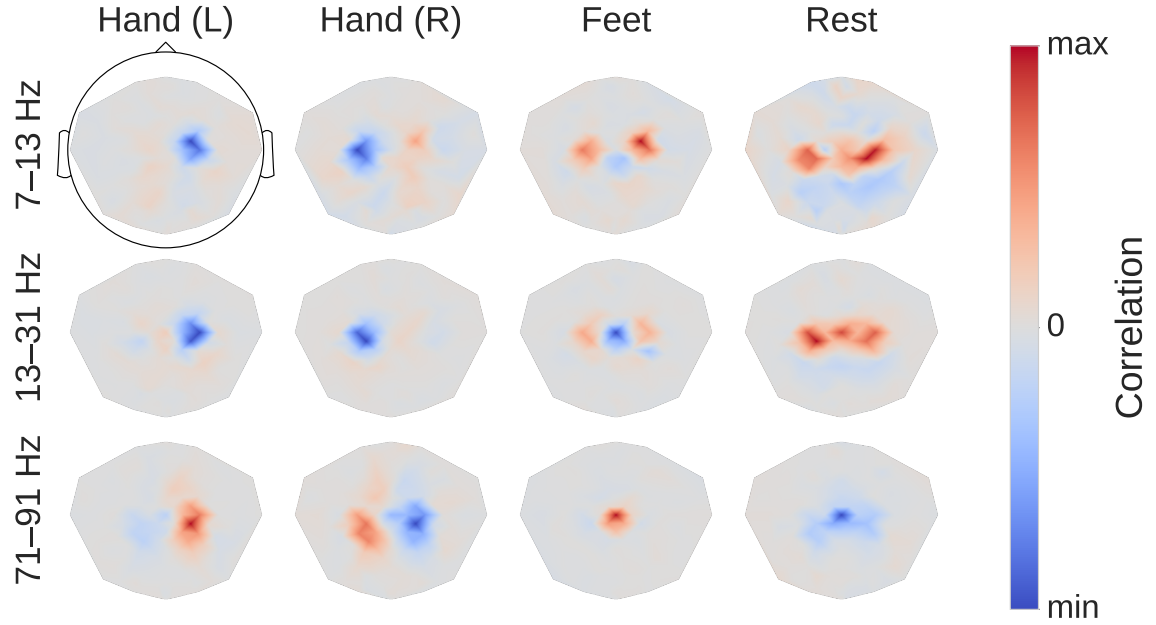 Hand (L) Hand (R) Feet Rest
max
7–13 Hz
13–31 Hz
0
Correlation
71–91 Hz
min